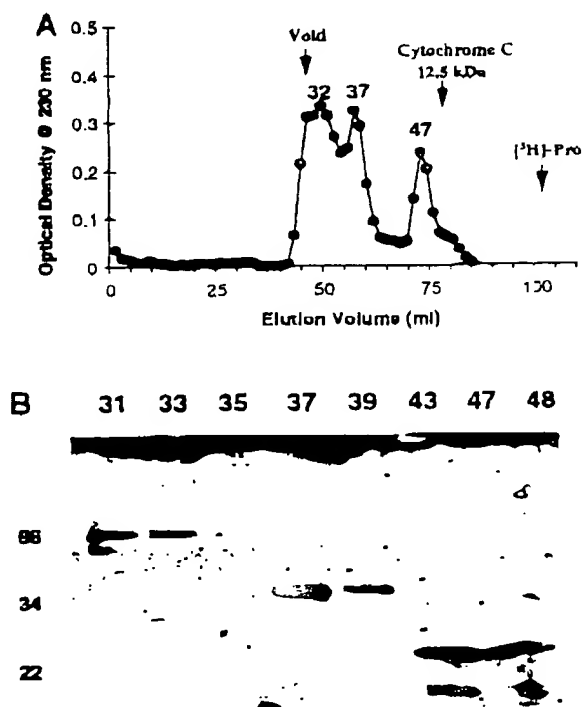 A
Void
Cytochrome C
12.5 kDa
[³H]-Pro
32
37
47
Optical Density @ 230 nm
0.5
0.4
0.3
0.2
0.1
0
0
25
50
75
100
Elution Volume (ml)
B
31 33 35 37 39 43 47 48
66
34
22